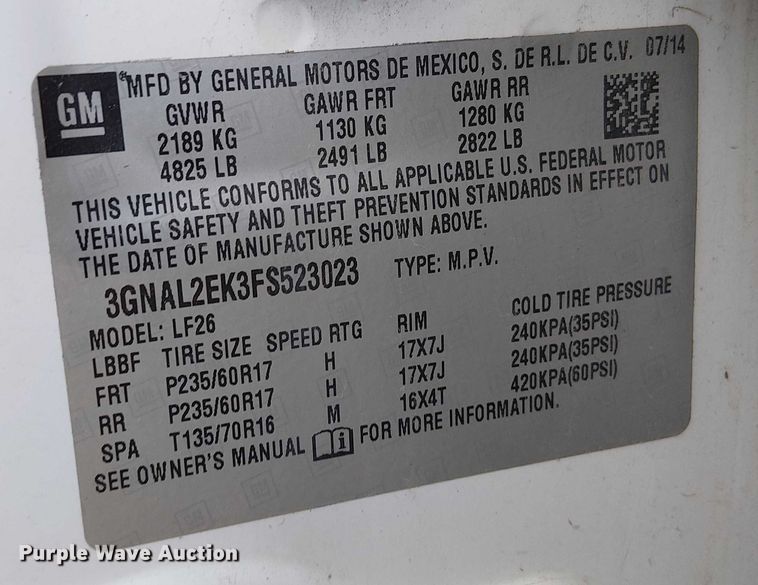 GM
MFD BY GENERAL MOTORS DE MEXICO, S. DE R.L. DE C.V. 07/14
GVWR GAWR FRT GAWR RR
2189 KG 1130 KG 1280 KG
4825 LB 2491 LB 2822 LB
THIS VEHICLE CONFORMS TO ALL APPLICABLE U.S. FEDERAL MOTOR
VEHICLE SAFETY AND THEFT PREVENTION STANDARDS IN EFFECT ON
THE DATE OF MANUFACTURE SHOWN ABOVE.
3GNAL2EK3FS523023 TYPE: M.P.V.
MODEL: LF26
LBBF TIRE SIZE SPEED RTG RIM COLD TIRE PRESSURE
FRT P235/60R17 H 17X7J 240KPA(35PSI)
RR P235/60R17 H 17X7J 240KPA(35PSI)
SPA T135/70R16 M 16X4T 420KPA(60PSI)
SEE OWNER'S MANUAL FOR MORE INFORMATION.
Purple Wave Auction